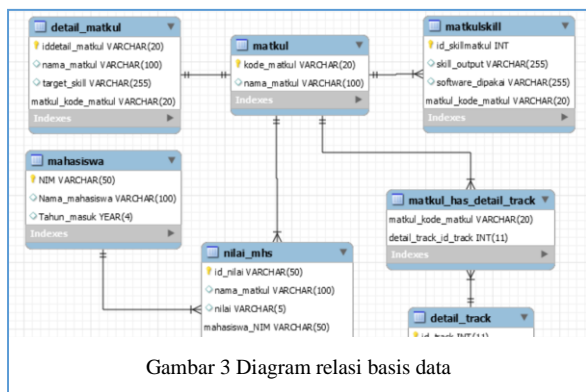 detail_matkul
iddetail_matkul VARCHAR(20)
nama_matkul VARCHAR(100)
target_skill VARCHAR(255)
matkul_kode_matkul VARCHAR(20)
Indexes
matkul
kode_matkul VARCHAR(20)
nama_matkul VARCHAR(100)
Indexes
matkulskill
id_skillmatkul INT
skill_output VARCHAR(255)
software_dipakai VARCHAR(255)
matkul_kode_matkul VARCHAR(20)
Indexes
mahasiswa
NIM VARCHAR(50)
Nama_mahasiswa VARCHAR(100)
Tahun_masuk YEAR(4)
Indexes
matkul_has_detail_track
matkul_kode_matkul VARCHAR(20)
detail_track_id_track INT(11)
Indexes
nilai_mhs
id_nilai VARCHAR(50)
nama_matkul VARCHAR(100)
nilai VARCHAR(5)
mahasiswa_NIM VARCHAR(50)
detail_track
id_track INT(11)
Gambar 3 Diagram relasi basis data